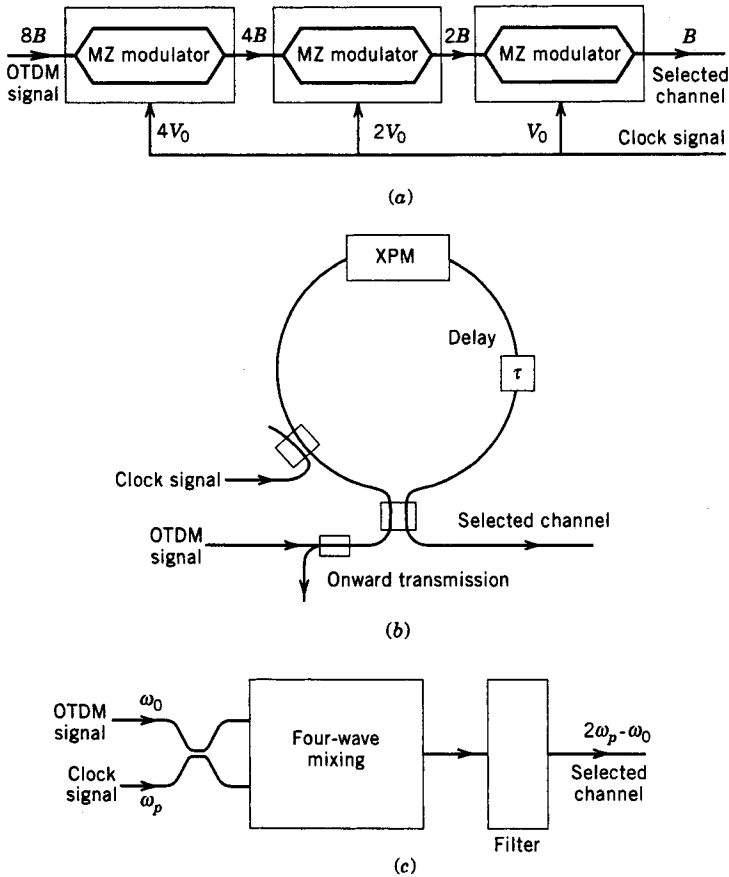 8B
OTDM
signal
MZ modulator
4B
MZ modulator
2B
MZ modulator
B
Selected
channel
4V₀
2V₀
V₀
Clock signal
(a)
XPM
Delay
τ
Clock signal
OTDM
signal
Selected channel
Onward transmission
(b)
OTDM
signal
ω₀
Clock
signal
ωₚ
Four-wave
mixing
2ωₚ-ω₀
Selected
channel
Filter
(c)